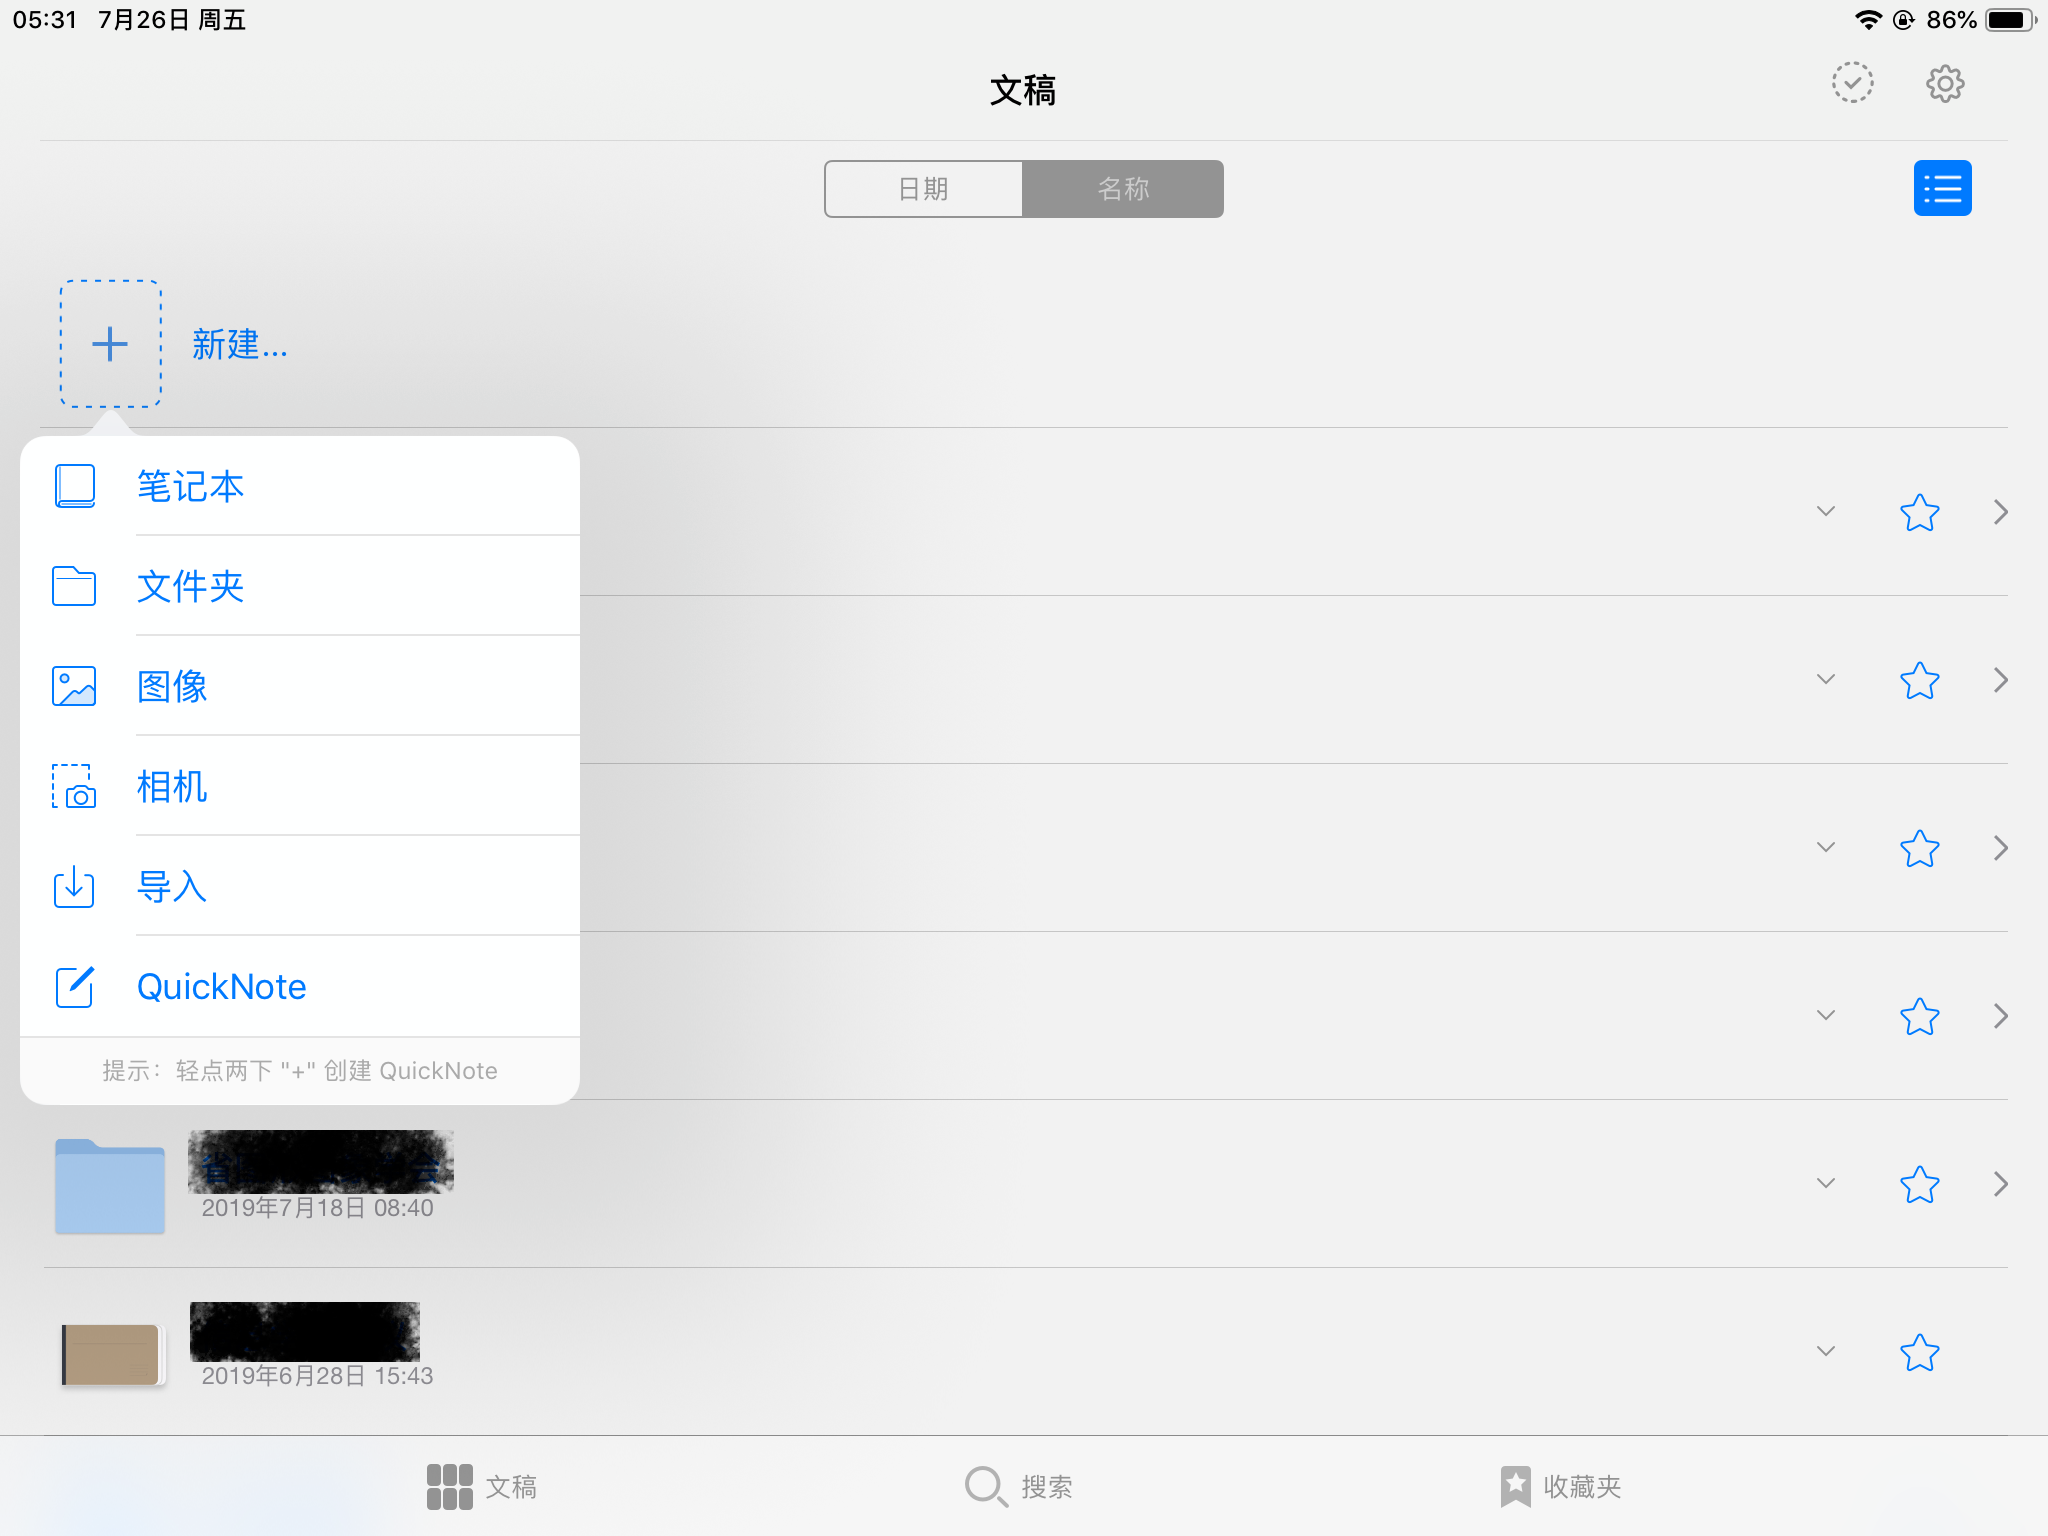 05:31 7月26日 周五 86%
文稿
日期 名称
新建...
笔记本
文件夹
图像
相机
导入
QuickNote
提示：轻点两下 "+" 创建 QuickNote
2019年7月18日 08:40
2019年6月28日 15:43
文稿 搜索 收藏夹